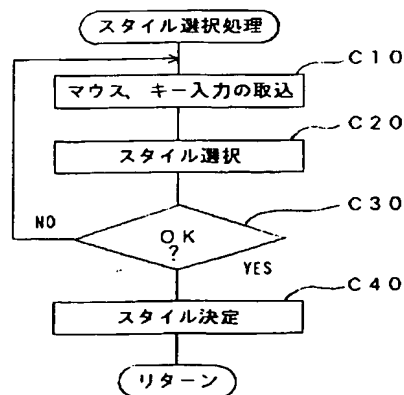 スタイル選択処理
C10
マウス、キー入力の取込
C20
スタイル選択
C30
NO
OK
?
YES
C40
スタイル決定
リターン